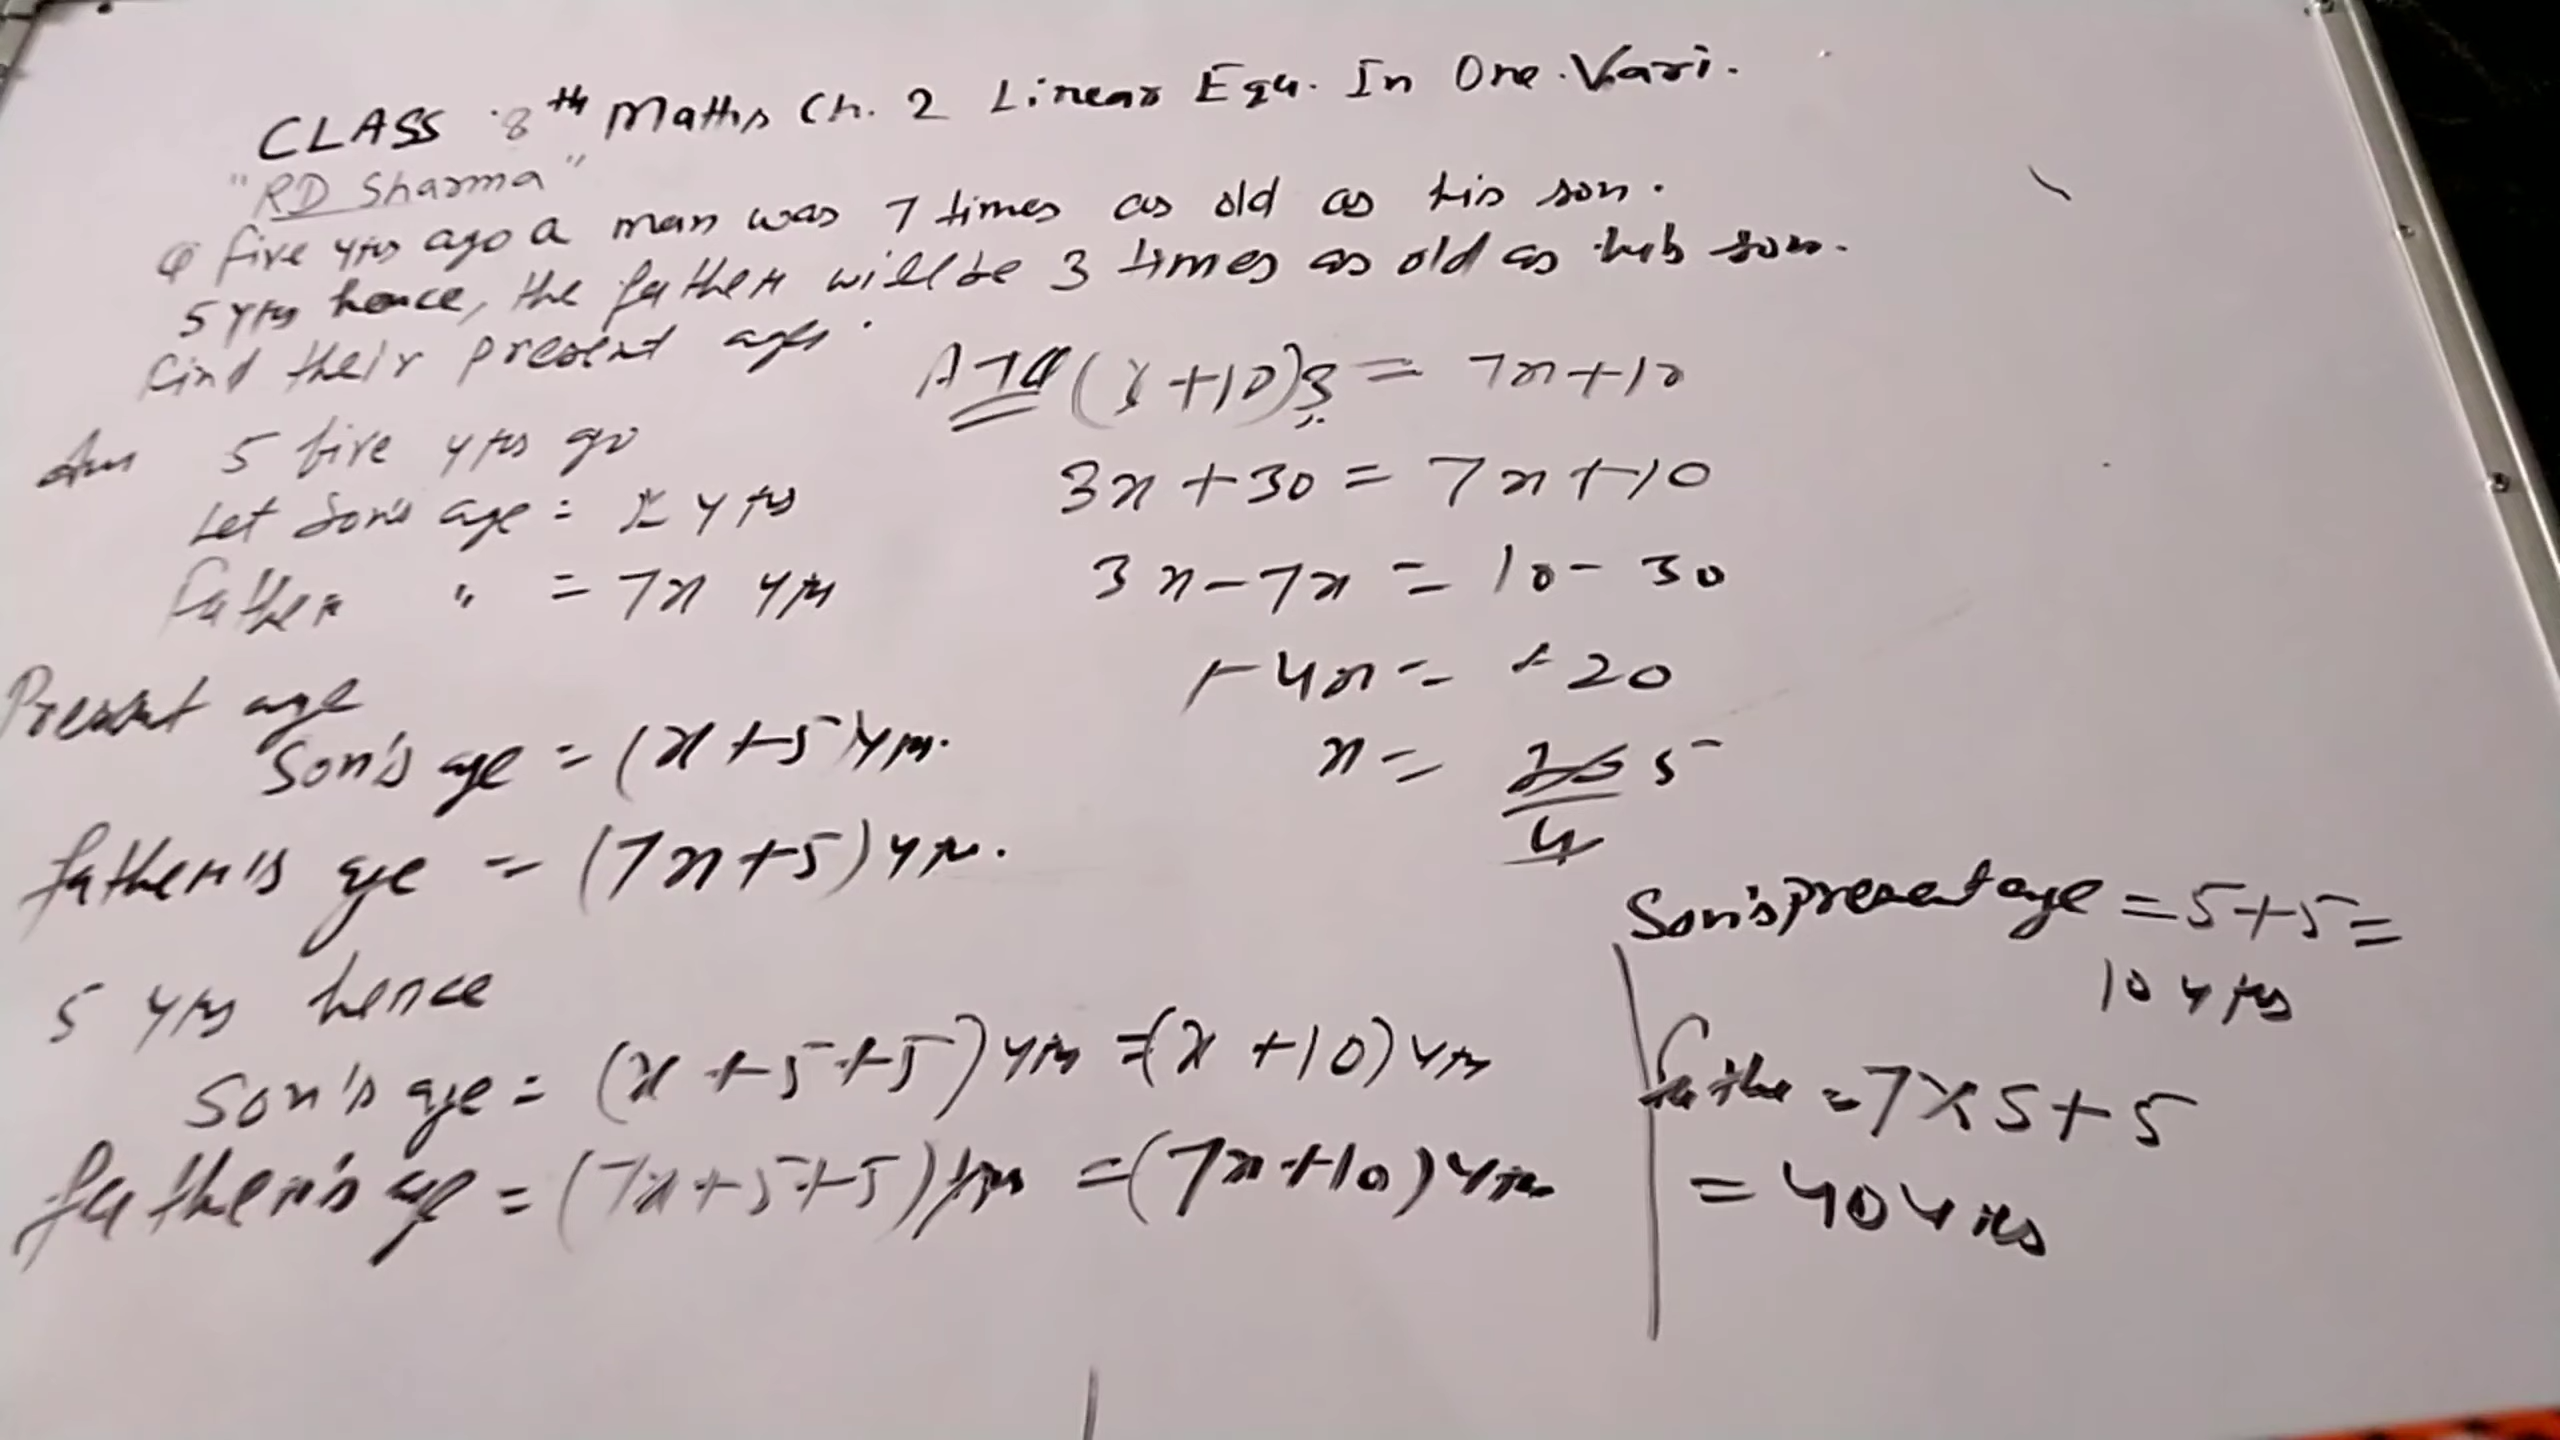 CLASS 8th Maths Ch. 2 Linear Equ. In One Vari.
"RD Sharma"
Q five yrs ago a man was 7 times as old as his son.
5 yrs hence, the father will be 3 times as old as his son.
find their present ages.
Ans 5 five yrs go
Let Son's age = x yrs
father " = 7x yrs
Present age
Son's age = (x+5) yrs.
father's age = (7x+5) yrs.
5 yrs hence
Son's age = (x+5+5) yrs = (x+10) yrs
father's age = (7x+5+5) yrs = (7x+10) yrs
ATQ (x+10)3 = 7x+10
3x+30 = 7x+10
3x-7x = 10-30
+4x = +20
x = 20/4 5
Son's present age = 5+5=
10 yrs
fathe = 7×5+5
= 40 yrs